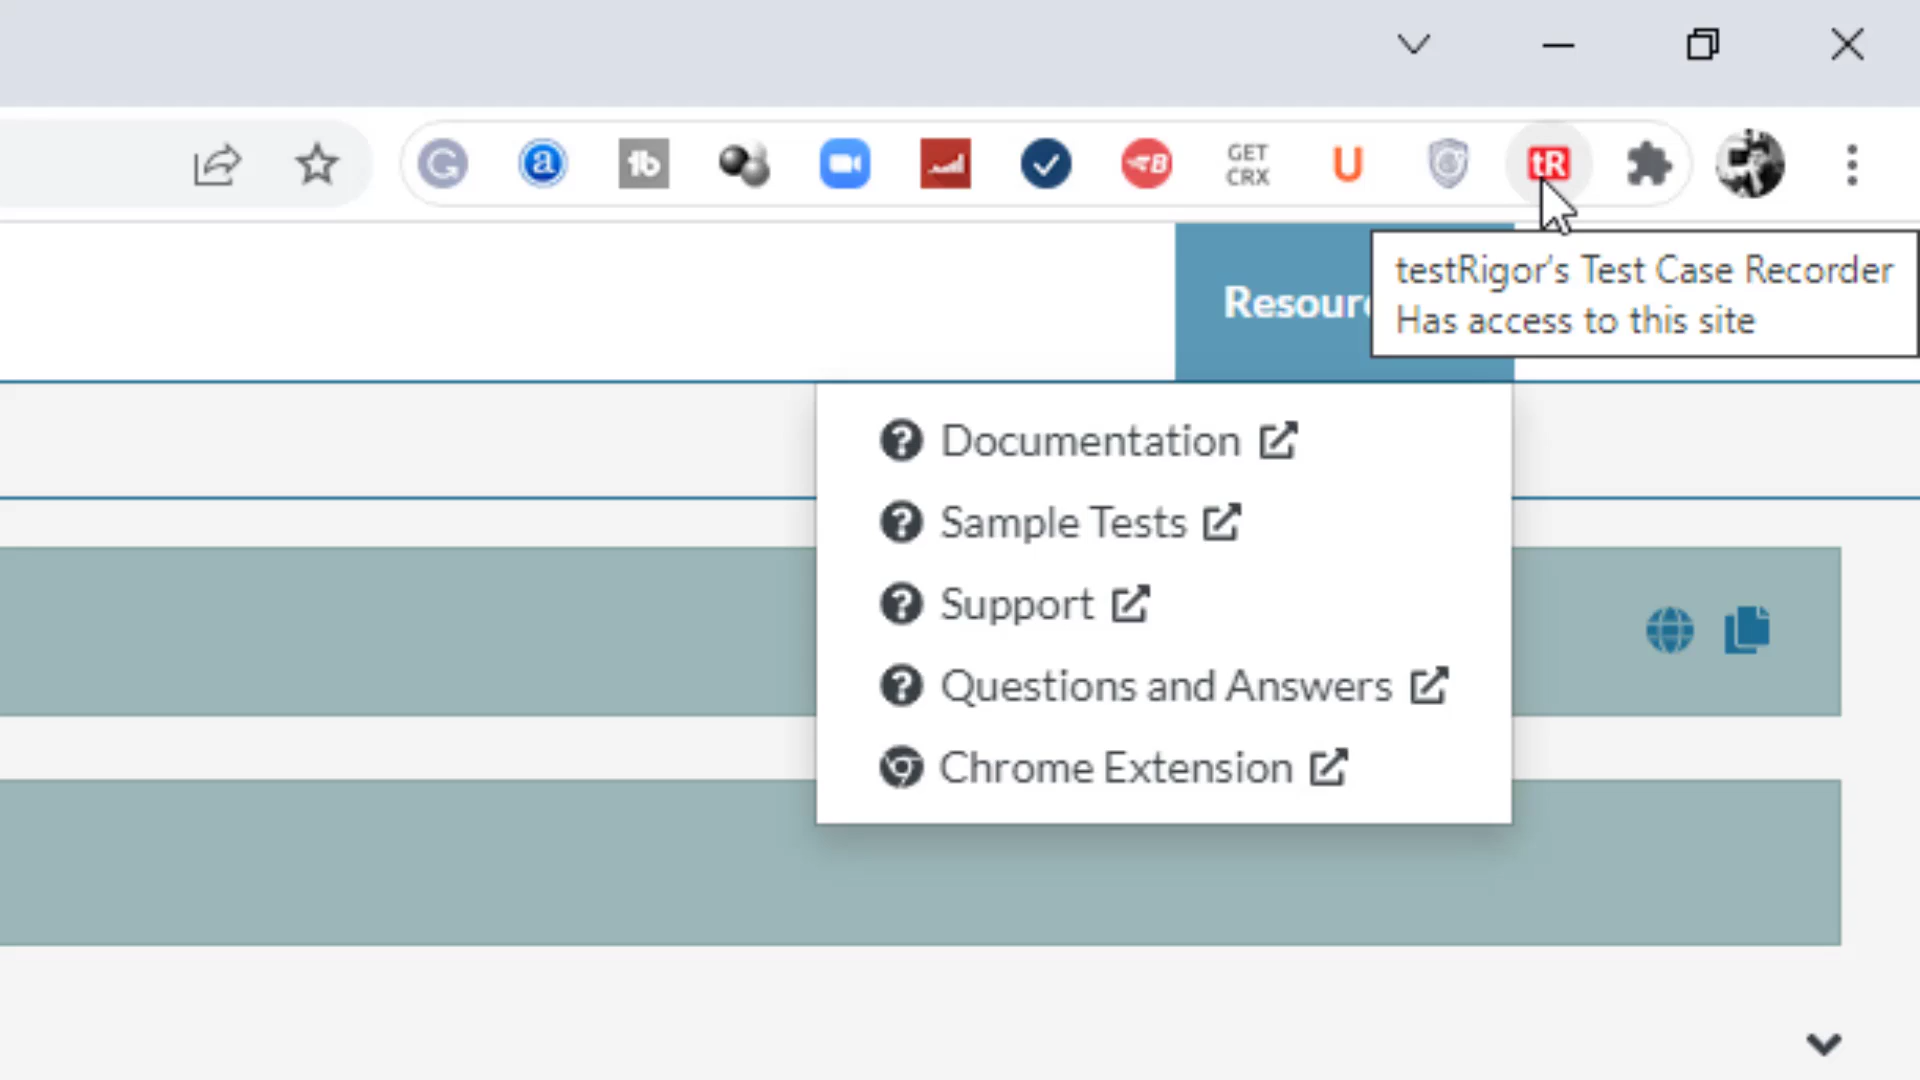 G a tb B GET CRX U tR
testRigor's Test Case Recorder
Has access to this site
Resour
Documentation
Sample Tests
Support
Questions and Answers
Chrome Extension